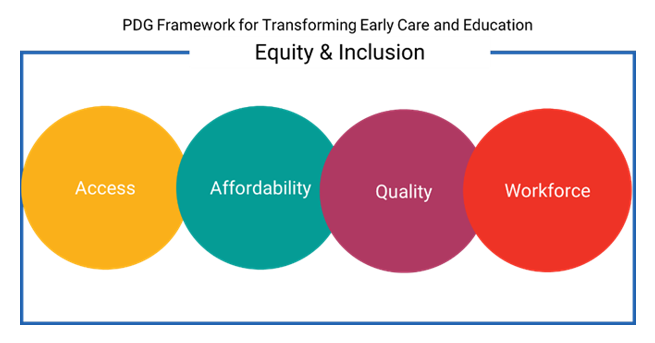 PDG Framework for Transforming Early Care and Education
Equity & Inclusion
Access
Affordability
Quality
Workforce